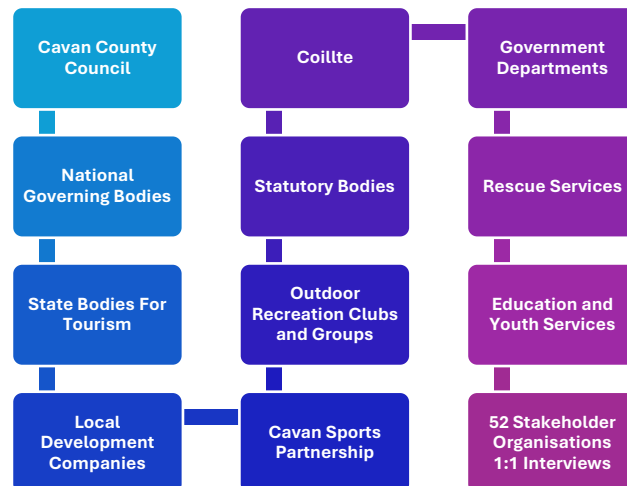 Cavan County
Council
National
Governing Bodies
State Bodies For
Tourism
Local
Development
Companies
Cavan Sports
Partnership
Outdoor
Recreation Clubs
and Groups
Statutory Bodies
Coillte
Government
Departments
Rescue Services
Education and
Youth Services
52 Stakeholder
Organisations
1:1 Interviews